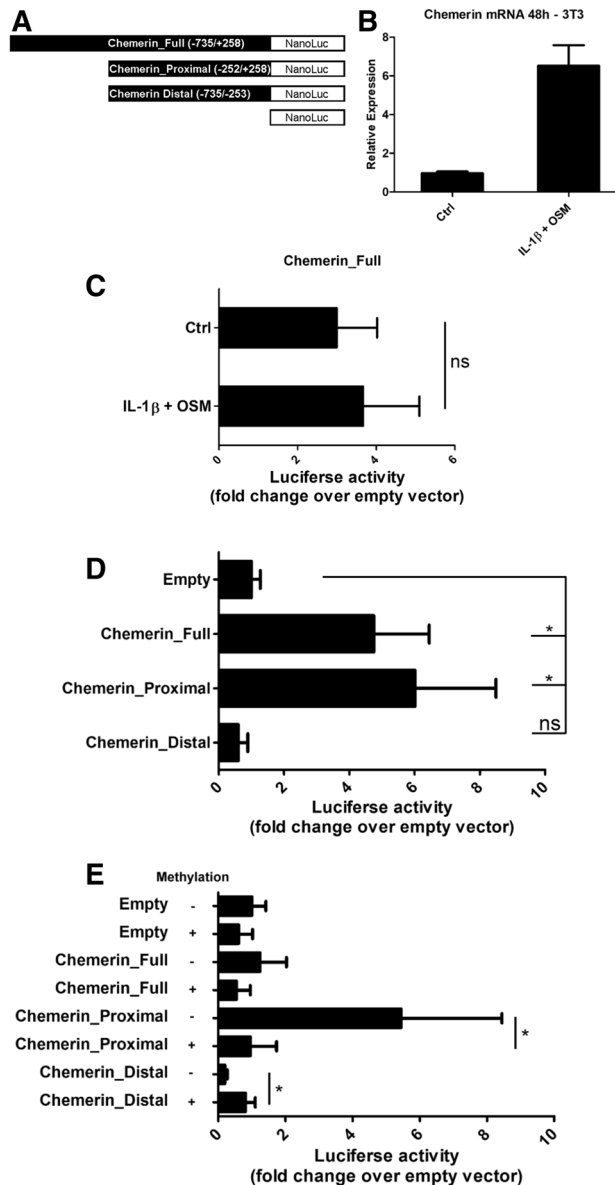 A
Chemerin_Full (-735/+258) NanoLuc
Chemerin_Proximal (-252/+258) NanoLuc
Chemerin Distal (-735/-253) NanoLuc
NanoLuc
B
Chemerin mRNA 48h - 3T3
Relative Expression
8
6
4
2
0
Ctrl
IL-1β + OSM
Chemerin_Full
C
Ctrl
IL-1β + OSM
ns
0 2 4 6
Luciferse activity
(fold change over empty vector)
D
Empty
Chemerin_Full
*
Chemerin_Proximal
*
Chemerin_Distal
ns
0 2 4 6 8 10
Luciferse activity
(fold change over empty vector)
E
Methylation
Empty -
Empty +
Chemerin_Full -
Chemerin_Full +
Chemerin_Proximal -
*
Chemerin_Proximal +
Chemerin_Distal -
*
Chemerin_Distal +
0 2 4 6 8 10
Luciferse activity
(fold change over empty vector)